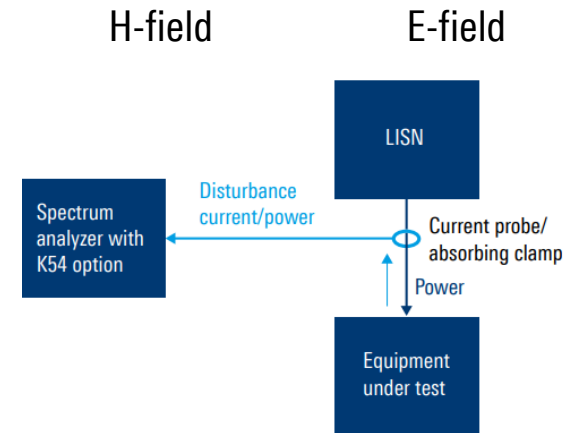 H-field
E-field
LISN
Disturbance
current/power
Spectrum
analyzer with
K54 option
Current probe/
absorbing clamp
Power
Equipment
under test